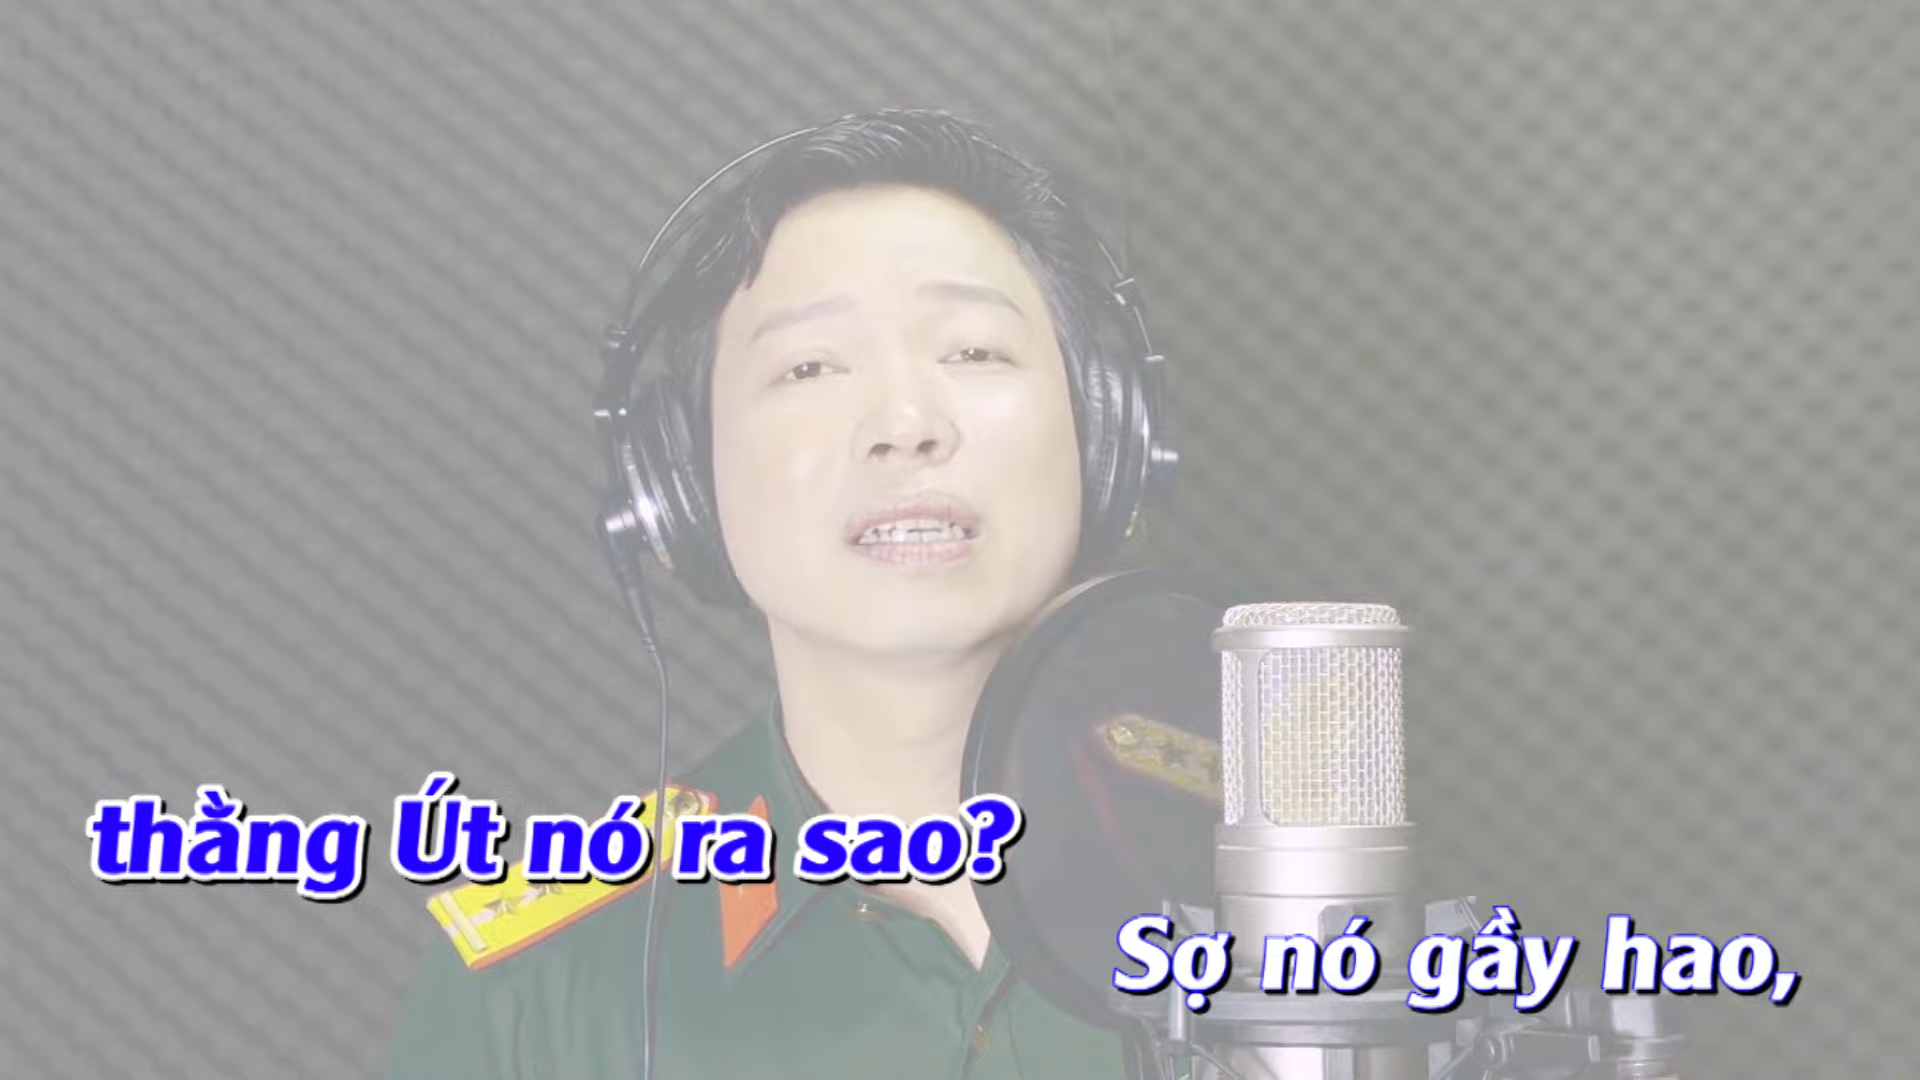 thằng Út nó ra sao?
Sợ nó gầy hao,